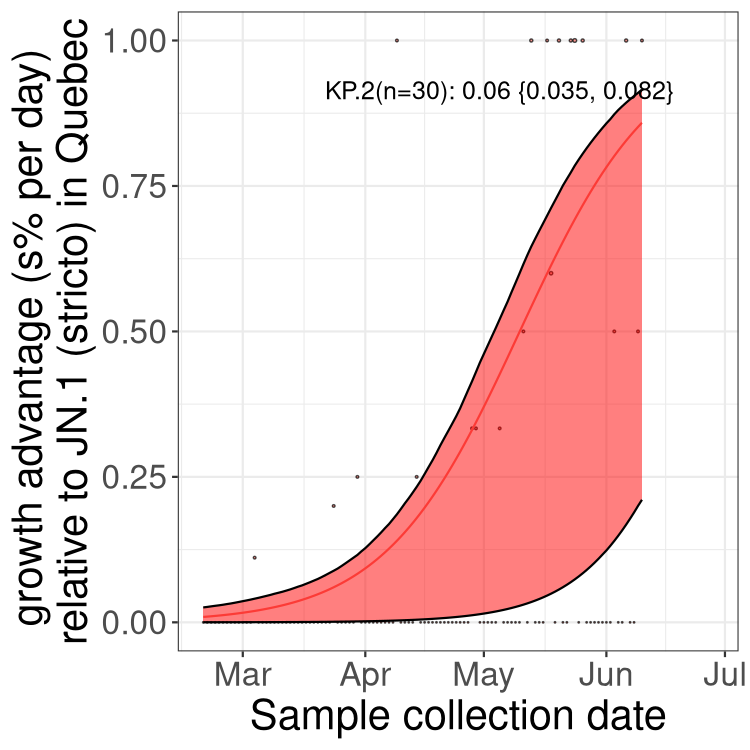 growth advantage (s% per day)
relative to JN.1 (stricto) in Quebec
1.00
0.75
0.50
0.25
0.00
KP.2(n=30): 0.06 {0.035, 0.082}
Mar
Apr
May
Jun
Jul
Sample collection date